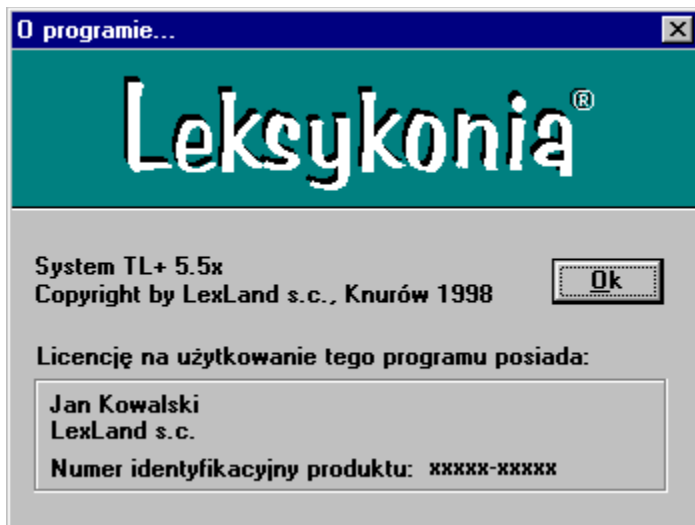 O programie...
Leksykonia®
System TL+ 5.5x
Copyright by LexLand s.c., Knurów 1998
Ok
Licencję na użytkowanie tego programu posiada:
Jan Kowalski
LexLand s.c.
Numer identyfikacyjny produktu: xxxxx-xxxxx